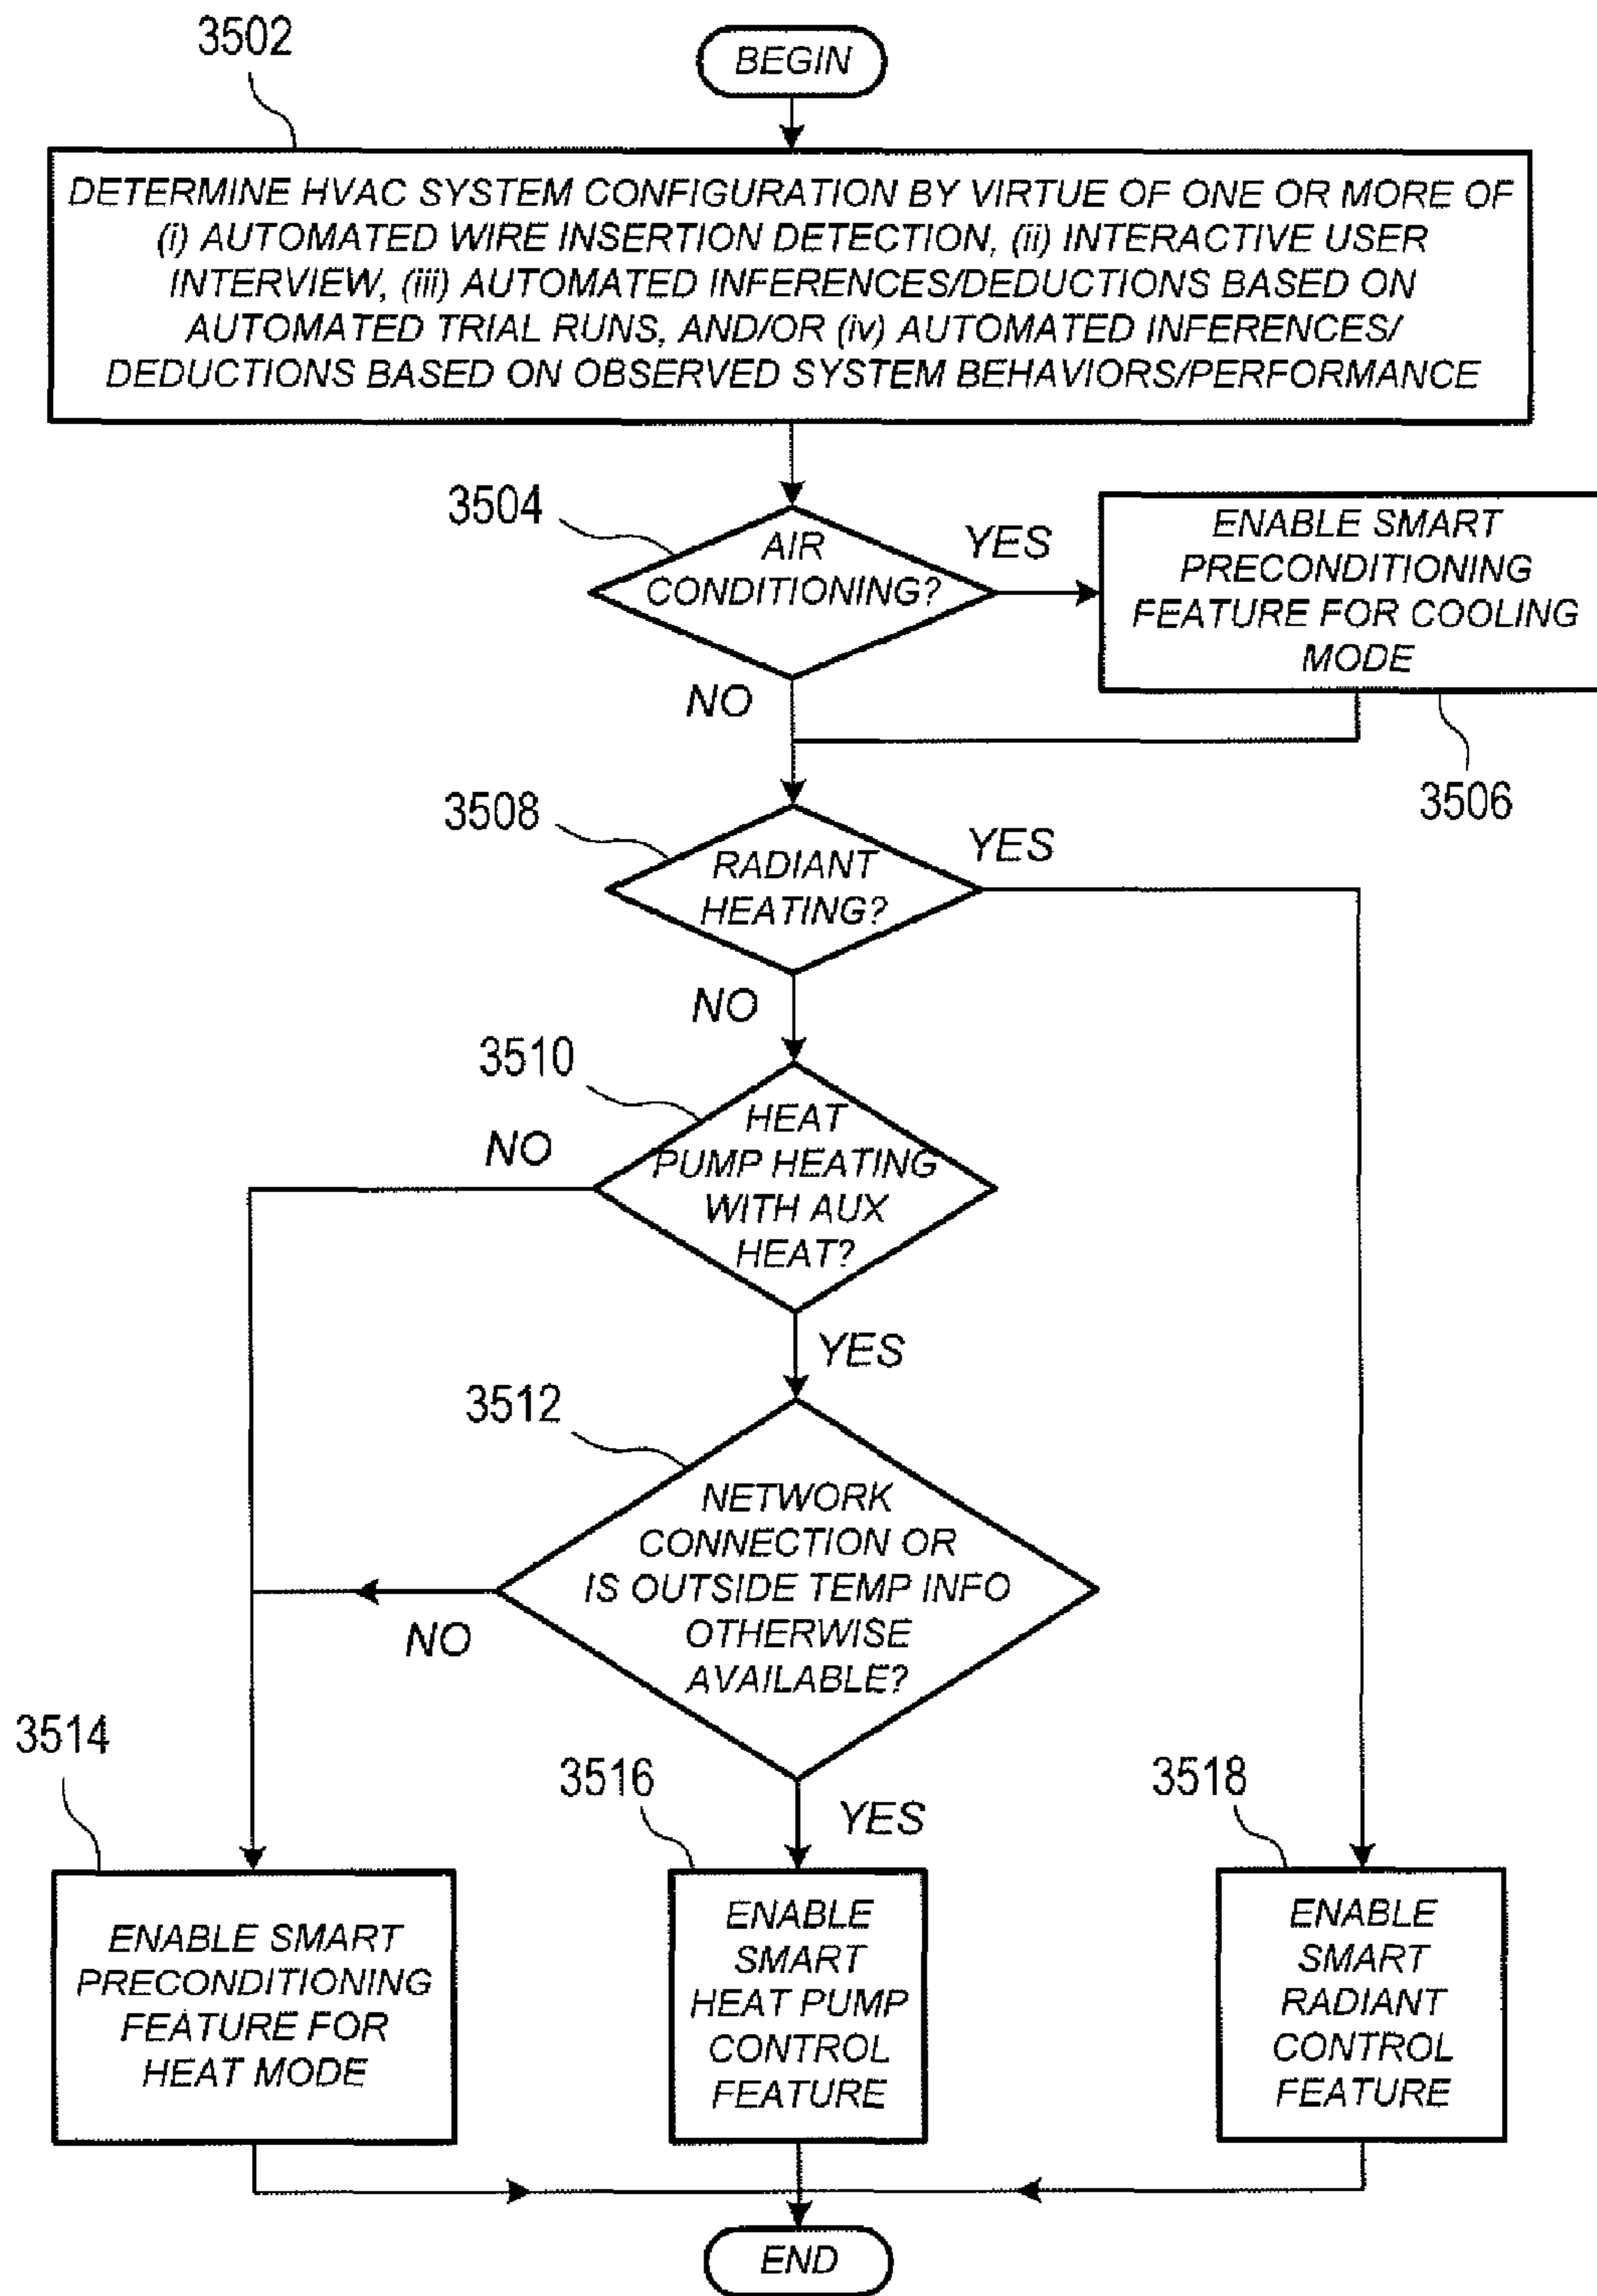 3502
BEGIN
DETERMINE HVAC SYSTEM CONFIGURATION BY VIRTUE OF ONE OR MORE OF
(i) AUTOMATED WIRE INSERTION DETECTION, (ii) INTERACTIVE USER
INTERVIEW, (iii) AUTOMATED INFERENCES/DEDUCTIONS BASED ON
AUTOMATED TRIAL RUNS, AND/OR (iv) AUTOMATED INFERENCES/
DEDUCTIONS BASED ON OBSERVED SYSTEM BEHAVIORS/PERFORMANCE
3504
AIR
CONDITIONING?
YES
ENABLE SMART
PRECONDITIONING
FEATURE FOR COOLING
MODE
NO
3506
3508
RADIANT
HEATING?
YES
NO
3510
HEAT
PUMP HEATING
WITH AUX
HEAT?
NO
YES
3512
NETWORK
CONNECTION OR
IS OUTSIDE TEMP INFO
OTHERWISE
AVAILABLE?
NO
YES
3514
ENABLE SMART
PRECONDITIONING
FEATURE FOR
HEAT MODE
3516
ENABLE
SMART
HEAT PUMP
CONTROL
FEATURE
3518
ENABLE
SMART
RADIANT
CONTROL
FEATURE
END